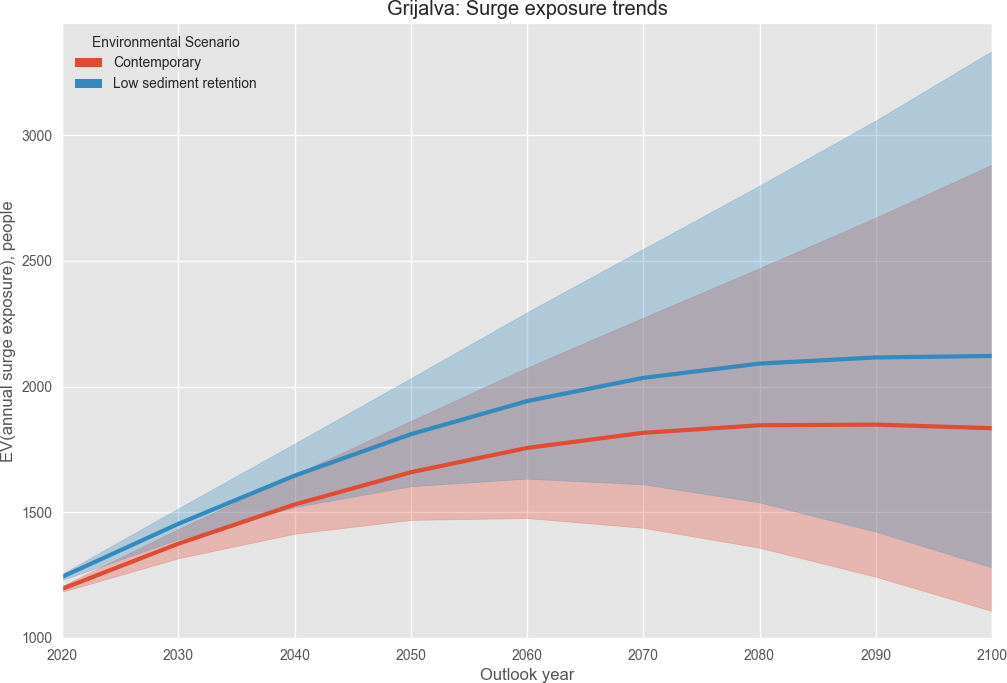 Grijalva: Surge exposure trends
Environmental Scenario
Contemporary
Low sediment retention
3000
2500
2000
1500
1000
EV(annual surge exposure), people
2020 2030 2040 2050 2060 2070 2080 2090 2100
Outlook year